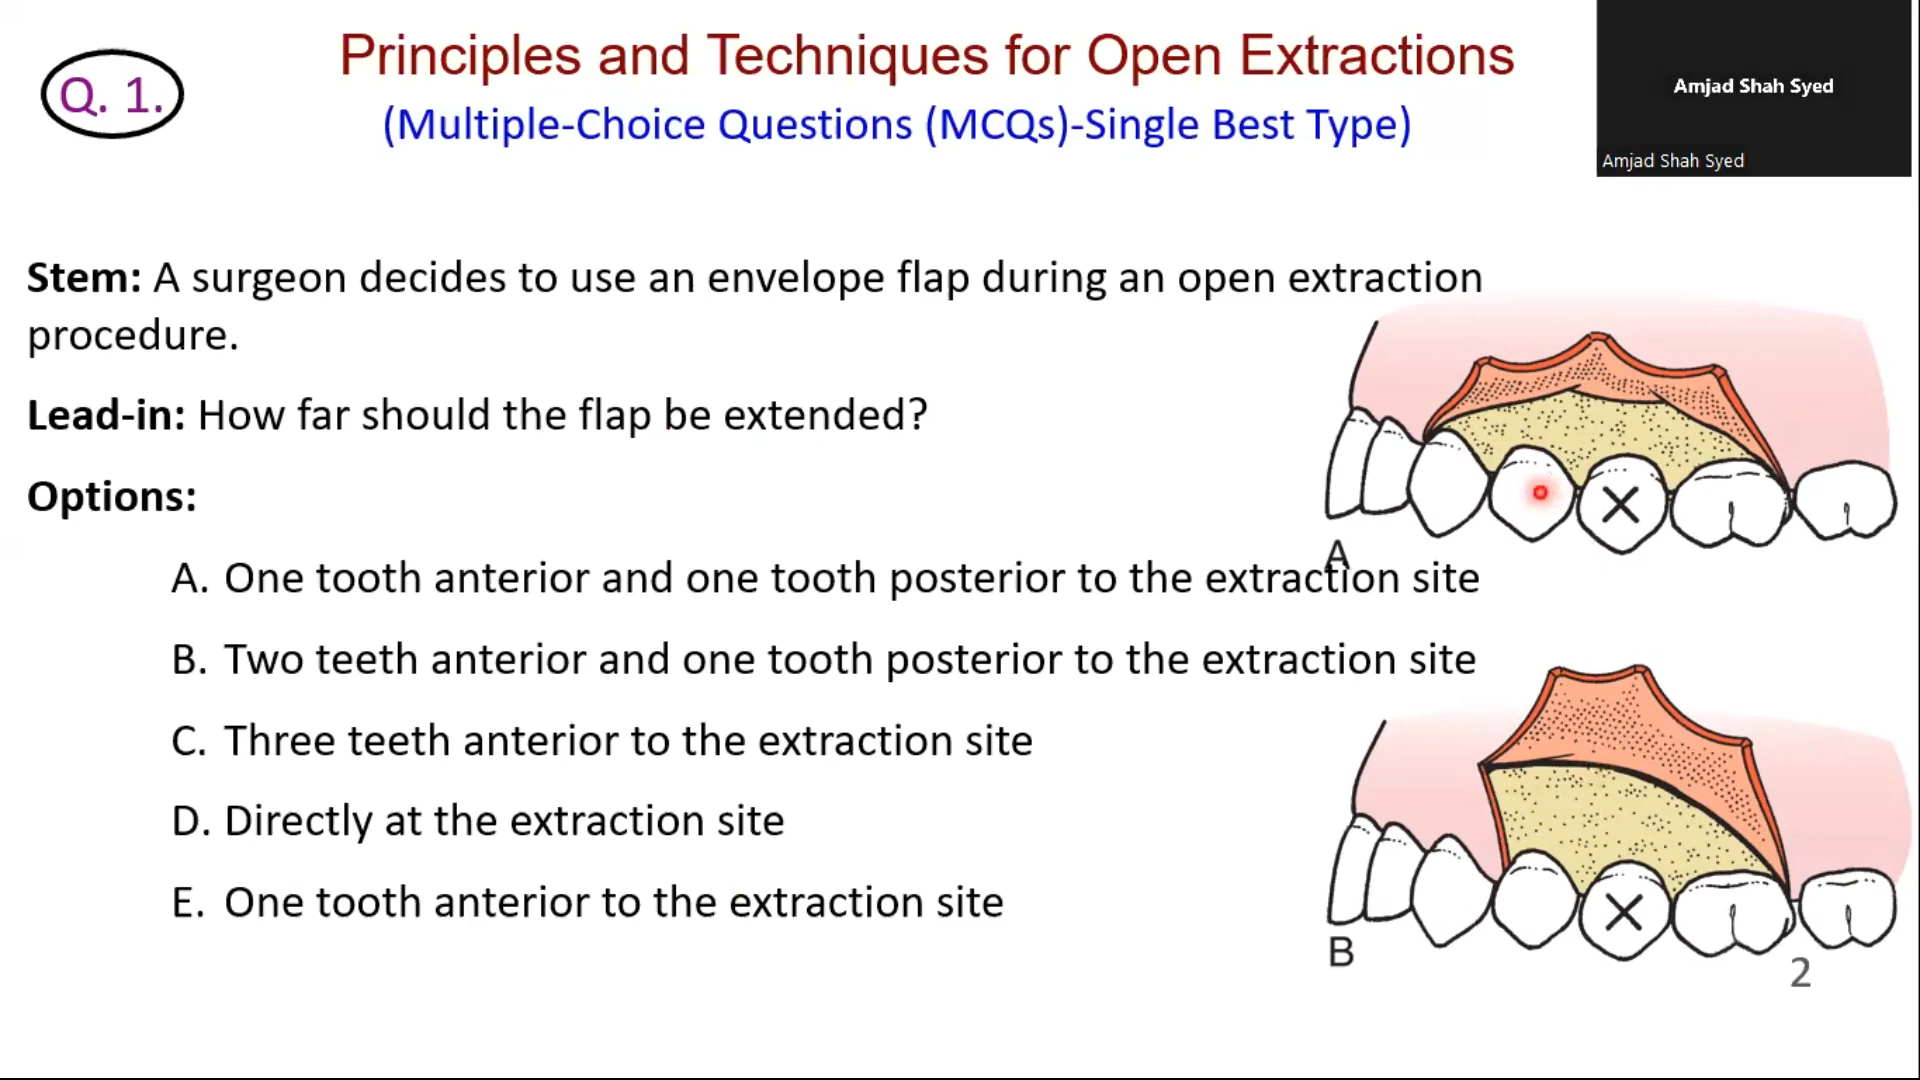 Q. 1.
Principles and Techniques for Open Extractions
(Multiple-Choice Questions (MCQs)-Single Best Type)
Amjad Shah Syed
Amjad Shah Syed
Stem: A surgeon decides to use an envelope flap during an open extraction
procedure.
Lead-in: How far should the flap be extended?
Options:
A
A. One tooth anterior and one tooth posterior to the extraction site
B. Two teeth anterior and one tooth posterior to the extraction site
C. Three teeth anterior to the extraction site
D. Directly at the extraction site
E. One tooth anterior to the extraction site
B
2